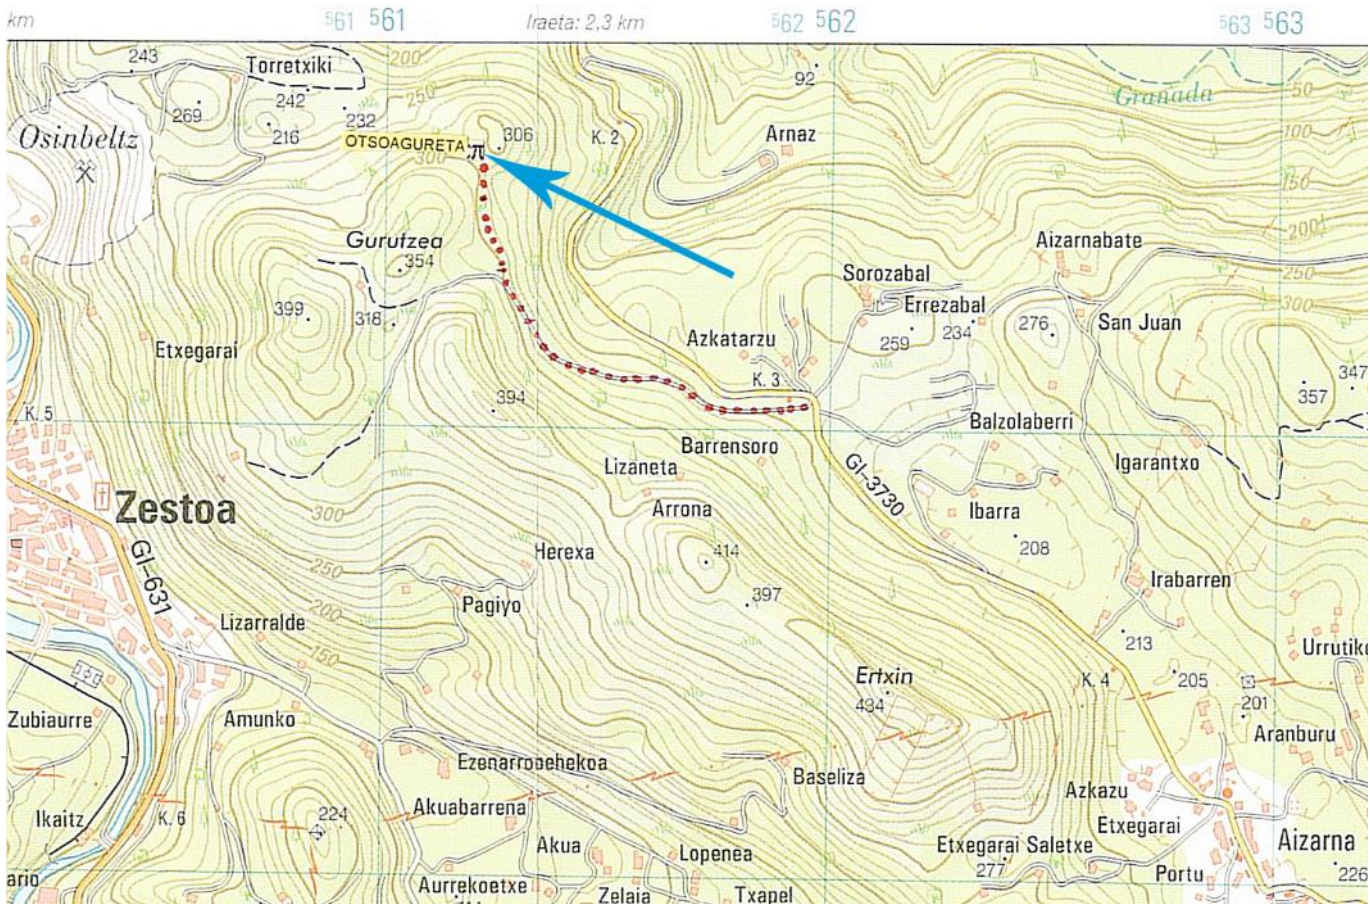 km
561 561
Iraeta: 2,3 km
562 562
563 563
243
Torretxiki
200
92
Granada
50
269
242
250
Osinbeltz
216
232
306
K. 2
Arnaz
100
OTSOAGURETA
300
150
Gurutzea
200
Aizarnabate
354
Sorozabal
250
399
318
Errezabal
300
Etxegarai
Azkatarzu
259
234
276
San Juan
347
K. 3
357
K. 5
394
Balzolaberri
Barrensoro
Igarantxo
Lizaneta
Zestoa
300
Arrona
GI-3730
Ibarra
208
GI-631
250
Herexa
414
Irabarren
200
Pagiyo
397
Lizarralde
213
150
Urrutike
Ertxin
K. 4
205
Zubiaurre
Amunko
434
201
Aranburu
Ezenarrobehekoa
Baseliza
Azkazu
Ikaitz
K. 6
224
Akuabarrena
Etxegarai
Akua
Lopenea
Etxegarai Saletxe
Aizarna
277
Portu
226
ario
Aurrekoetxe
Zelaia
Txapel